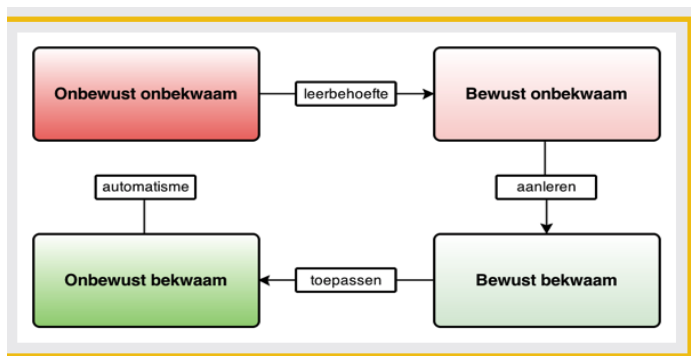 Onbewust onbekwaam
leerbehoefte
Bewust onbekwaam
automatisme
aanleren
Onbewust bekwaam
toepassen
Bewust bekwaam